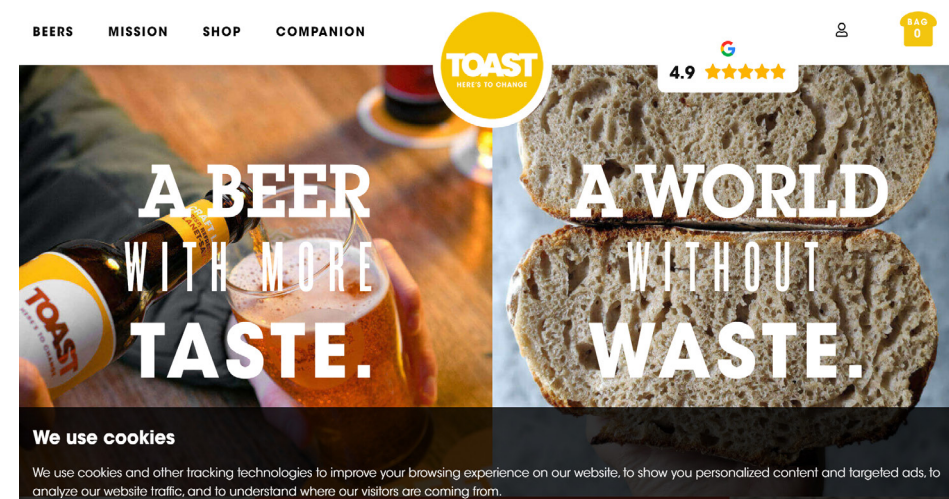 BEERS MISSION SHOP COMPANION
TOAST
HERE'S TO CHANGE
BAG
0
4.9
A BEER
WITH MORE
TASTE.
A WORLD
WITHOUT
WASTE.
CRAFT
TOAST
HERE'S TO CHANGE
We use cookies
We use cookies and other tracking technologies to improve your browsing experience on our website, to show you personalized content and targeted ads, to
analyze our website traffic, and to understand where our visitors are coming from.